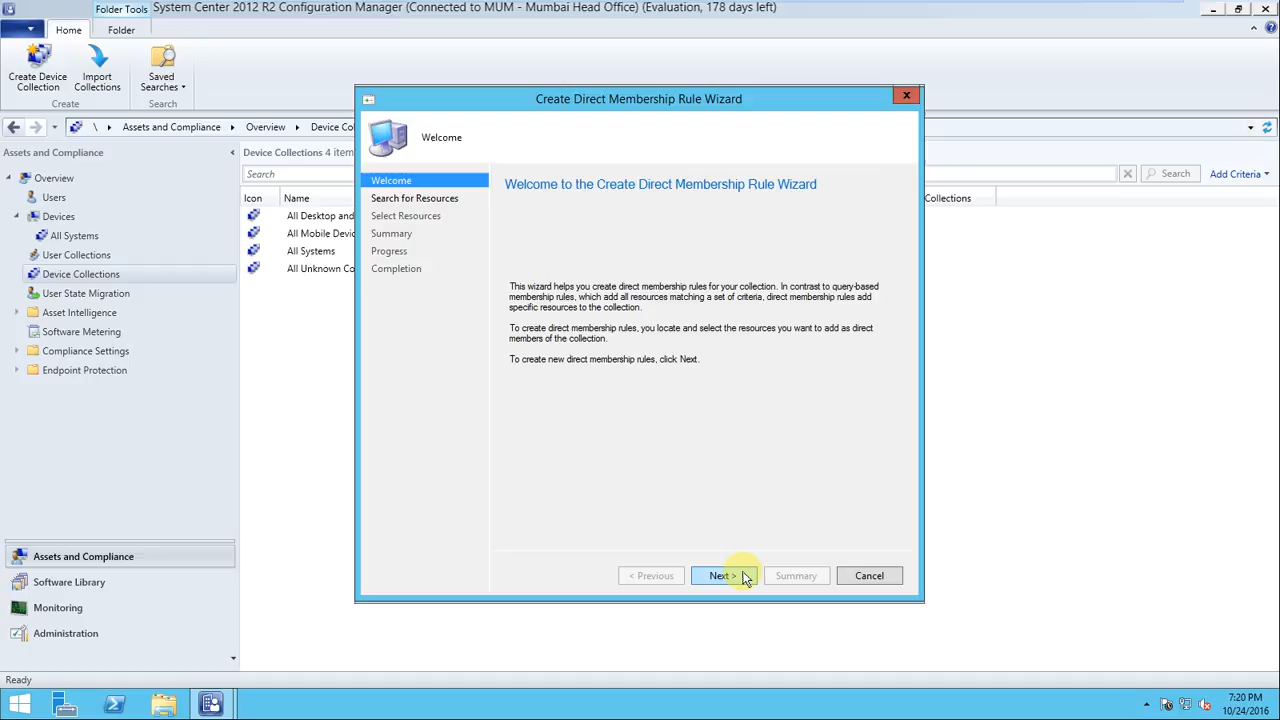 Folder Tools
System Center 2012 R2 Configuration Manager (Connected to MUM - Mumbai Head Office) (Evaluation, 178 days left)
Home
Folder
Create Device
Collection
Import
Collections
Saved
Searches
Create
Search
\ Assets and Compliance Overview Device Co
Assets and Compliance
Overview
Users
Devices
All Systems
User Collections
Device Collections
User State Migration
Asset Intelligence
Software Metering
Compliance Settings
Endpoint Protection
Assets and Compliance
Software Library
Monitoring
Administration
Device Collections 4 item
Search
Search
Add Criteria
Icon
Name
Collections
All Desktop and
All Mobile Devi
All Systems
All Unknown Co
Create Direct Membership Rule Wizard
Welcome
Welcome
Search for Resources
Select Resources
Summary
Progress
Completion
Welcome to the Create Direct Membership Rule Wizard
This wizard helps you create direct membership rules for your collection. In contrast to query-based
membership rules, which add all resources matching a set of criteria, direct membership rules add
specific resources to the collection.
To create direct membership rules, you locate and select the resources you want to add as direct
members of the collection.
To create new direct membership rules, click Next.
< Previous
Next >
Summary
Cancel
Ready
7:20 PM
10/24/2016